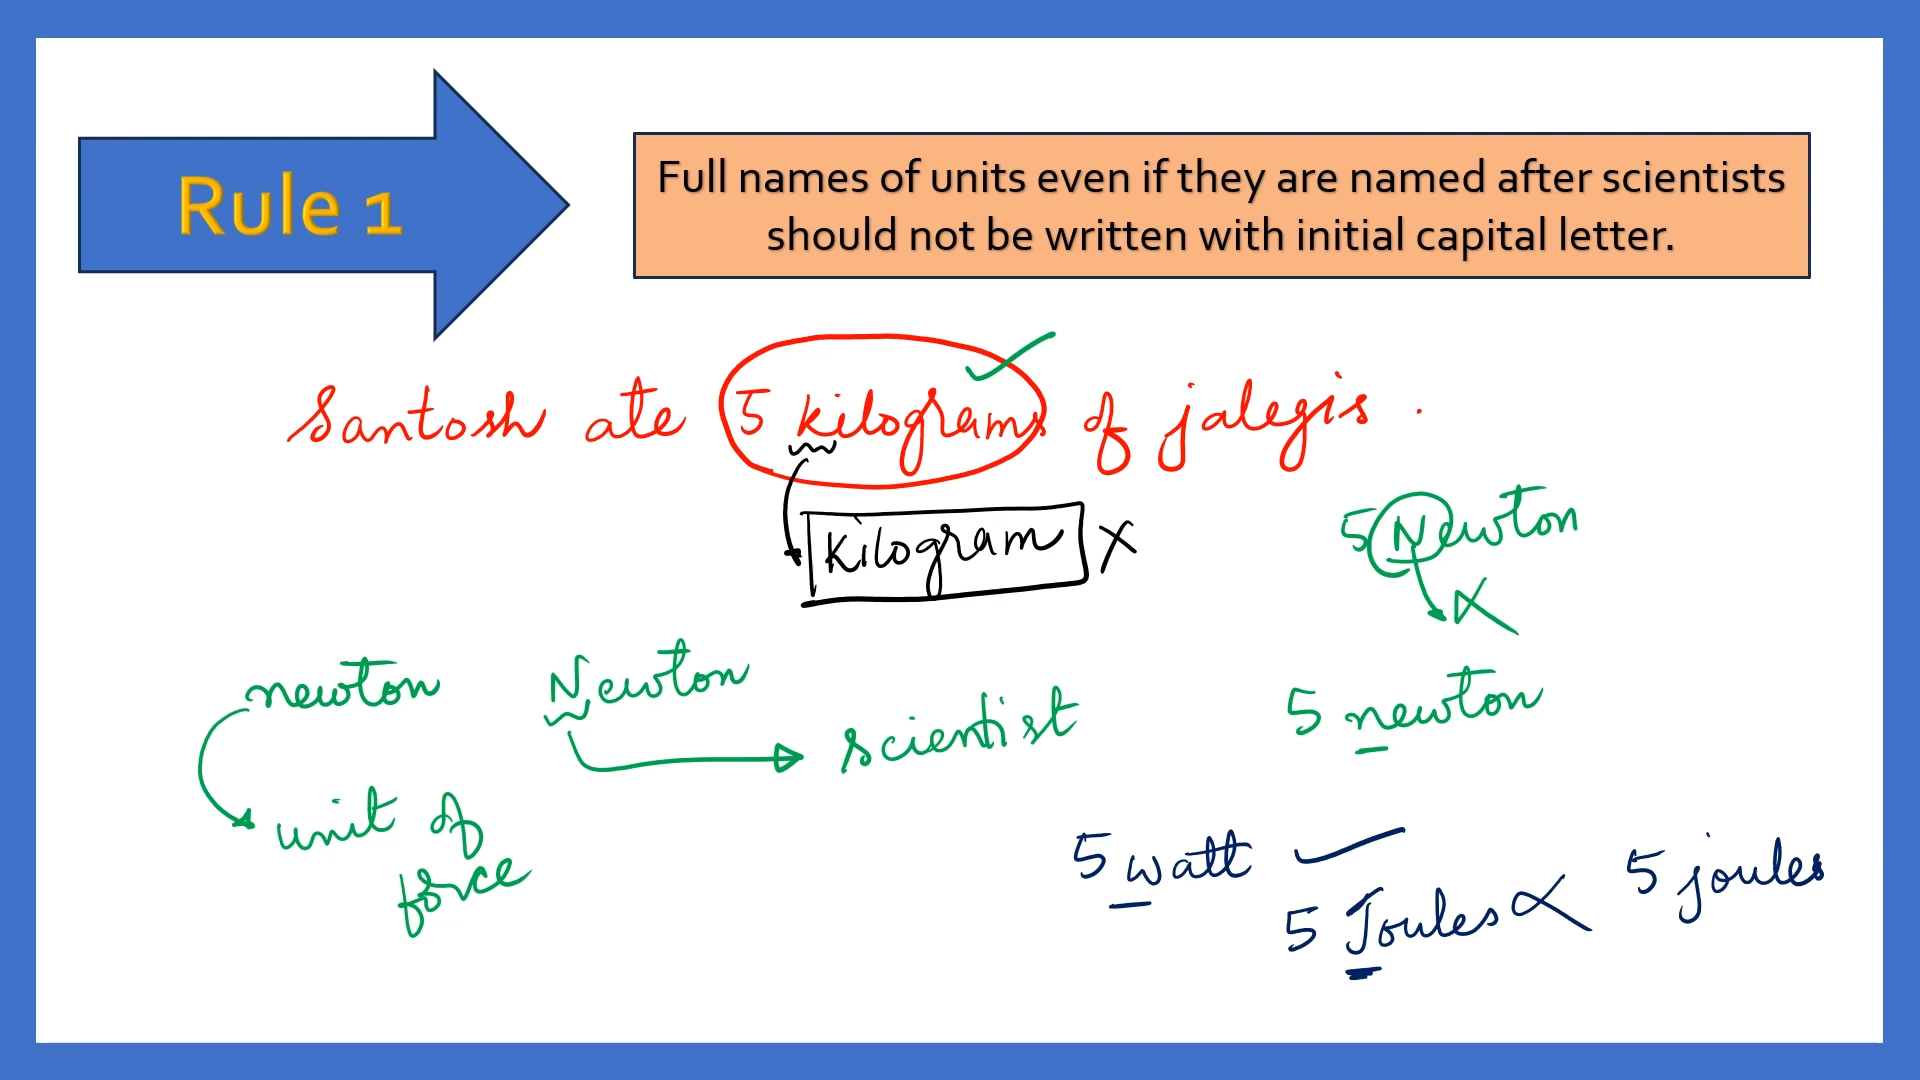 Rule 1
Full names of units even if they are named after scientists
should not be written with initial capital letter.
Santosh ate 5 kilograms of jalegis .
Kilogram X
5 Newton
X
newton Newton
scientist
5 newton
unit of
force
5 watt ✓
5 Joules X
5 joules